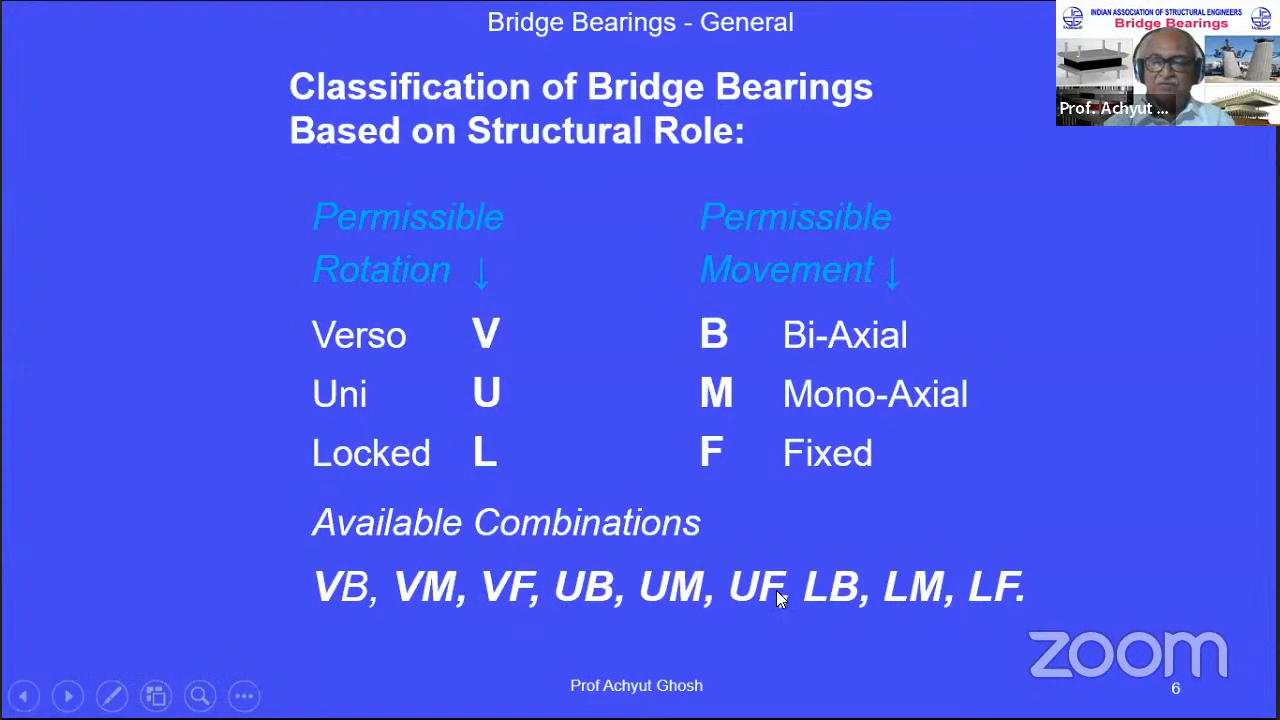 Bridge Bearings - General
INDIAN ASSOCIATION OF STRUCTURAL ENGINEERS
Bridge Bearings
Prof. Achyut ...
Classification of Bridge Bearings
Based on Structural Role:
Permissible Permissible
Rotation ↓ Movement ↓
Verso V B Bi-Axial
Uni U M Mono-Axial
Locked L F Fixed
Available Combinations
VB, VM, VF, UB, UM, UF, LB, LM, LF.
zoom
Prof Achyut Ghosh
6